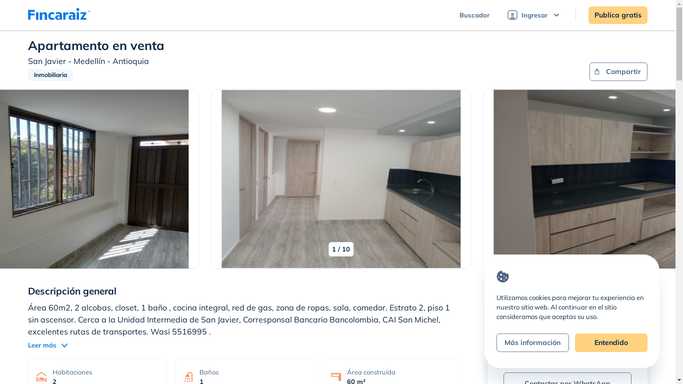 Fincaraiz
Buscador
Ingresar
Publica gratis
Apartamento en venta
San Javier - Medellín - Antioquia
Inmobiliaria
Compartir
1 / 10
Descripción general
Área 60m2, 2 alcobas, closet, 1 baño , cocina integral, red de gas, zona de ropas, sala, comedor. Estrato 2, piso 1
sin ascensor. Cerca a la Unidad Intermedia de San Javier, Corresponsal Bancario Bancolombia, CAI San Michel,
excelentes rutas de transportes. Wasi 5516995 .
Leer más
Habitaciones
2
Baños
1
Área construida
60 m²
Utilizamos cookies para mejorar tu experiencia en
nuestro sitio web. Al continuar en el sitio
consideramos que aceptas su uso.
Más información
Entendido
Contactar por WhatsApp